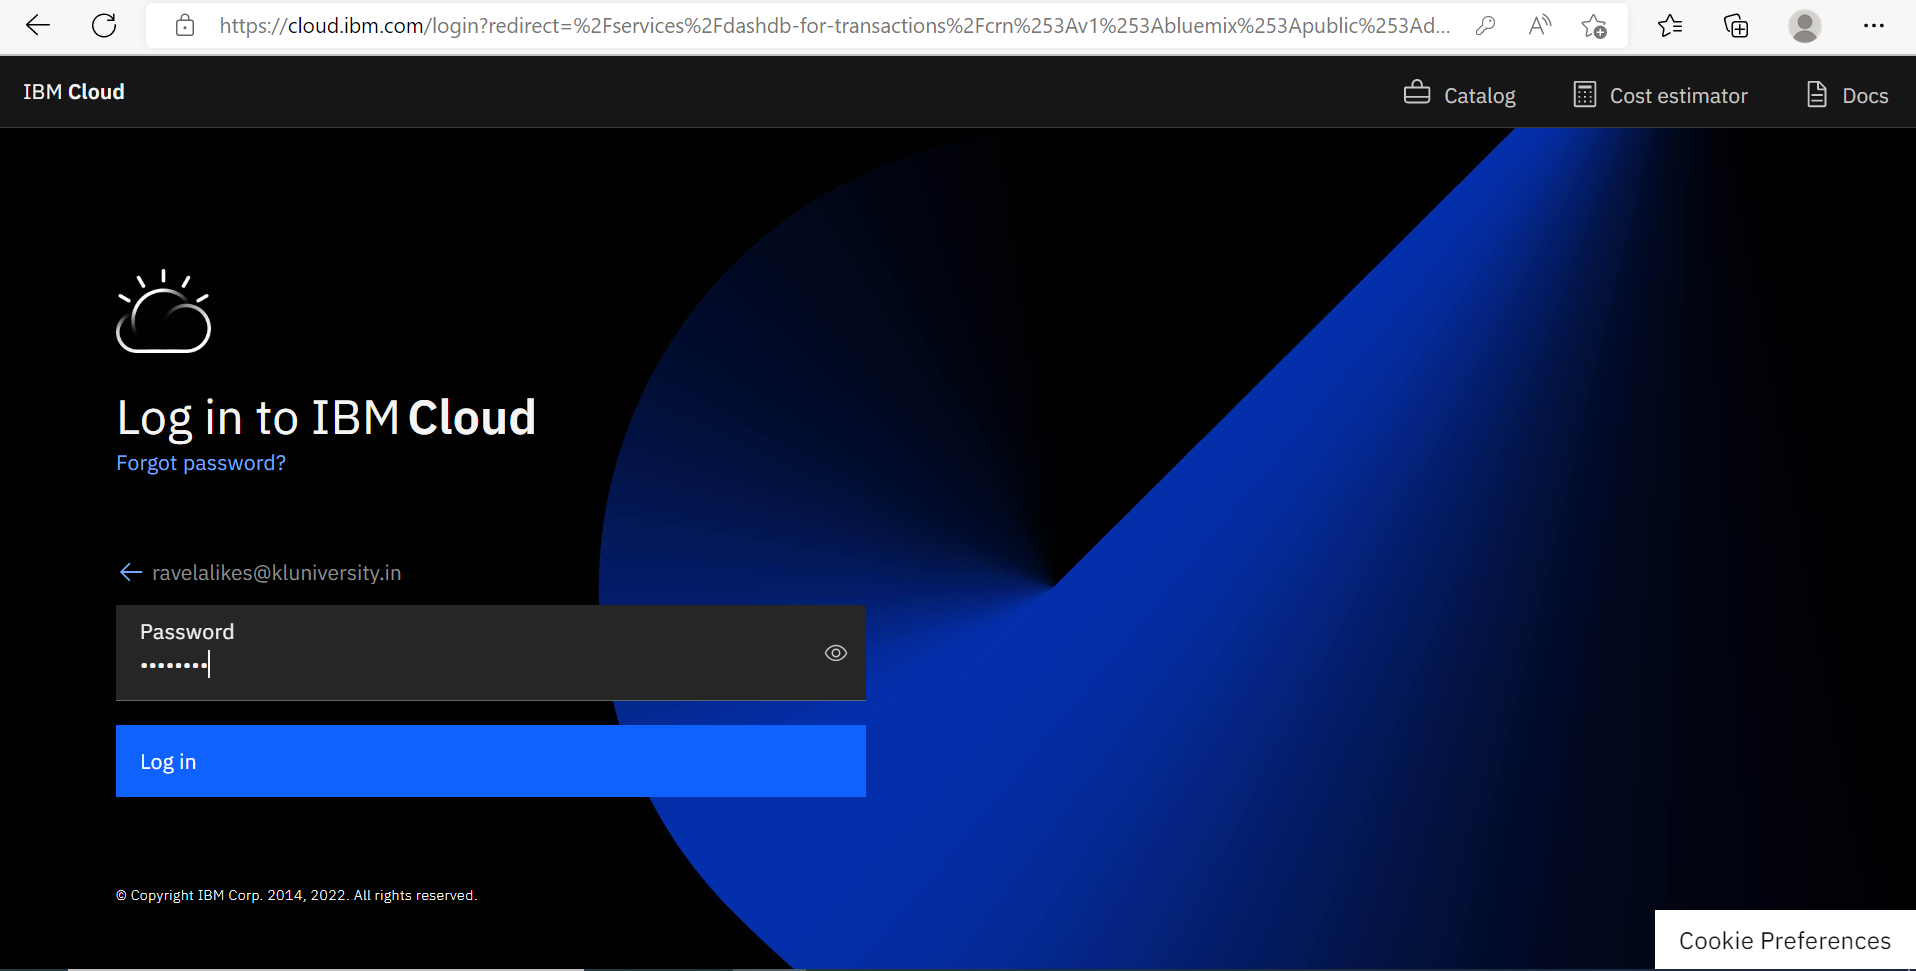 https://cloud.ibm.com/login?redirect=%2Fservices%2Fdashdb-for-transactions%2Fcrn%253Av1%253Abluemix%253Apublic%253Ad...
IBM Cloud
Catalog
Cost estimator
Docs
Log in to IBM Cloud
Forgot password?
ravelalikes@kluniversity.in
Password
••••••••
Log in
© Copyright IBM Corp. 2014, 2022. All rights reserved.
Cookie Preferences